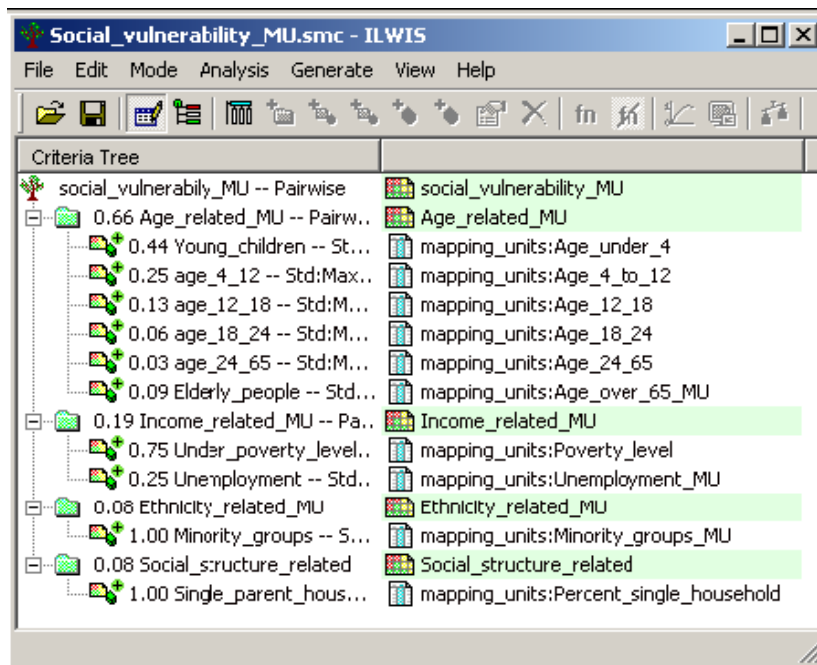 Social_vulnerability_MU.smc - ILWIS
File Edit Mode Analysis Generate View Help
fn
Criteria Tree
social_vulnerabily_MU -- Pairwise social_vulnerability_MU
0.66 Age_related_MU -- Pairw.. Age_related_MU
0.44 Young_children -- St... mapping_units:Age_under_4
0.25 age_4_12 -- Std:Max.. mapping_units:Age_4_to_12
0.13 age_12_18 -- Std:M... mapping_units:Age_12_18
0.06 age_18_24 -- Std:M... mapping_units:Age_18_24
0.03 age_24_65 -- Std:M... mapping_units:Age_24_65
0.09 Elderly_people -- Std... mapping_units:Age_over_65_MU
0.19 Income_related_MU -- Pa.. Income_related_MU
0.75 Under_poverty_level.. mapping_units:Poverty_level
0.25 Unemployment -- Std... mapping_units:Unemployment_MU
0.08 Ethnicity_related_MU Ethnicity_related_MU
1.00 Minority_groups -- S... mapping_units:Minority_groups_MU
0.08 Social_structure_related Social_structure_related
1.00 Single_parent_hous... mapping_units:Percent_single_household